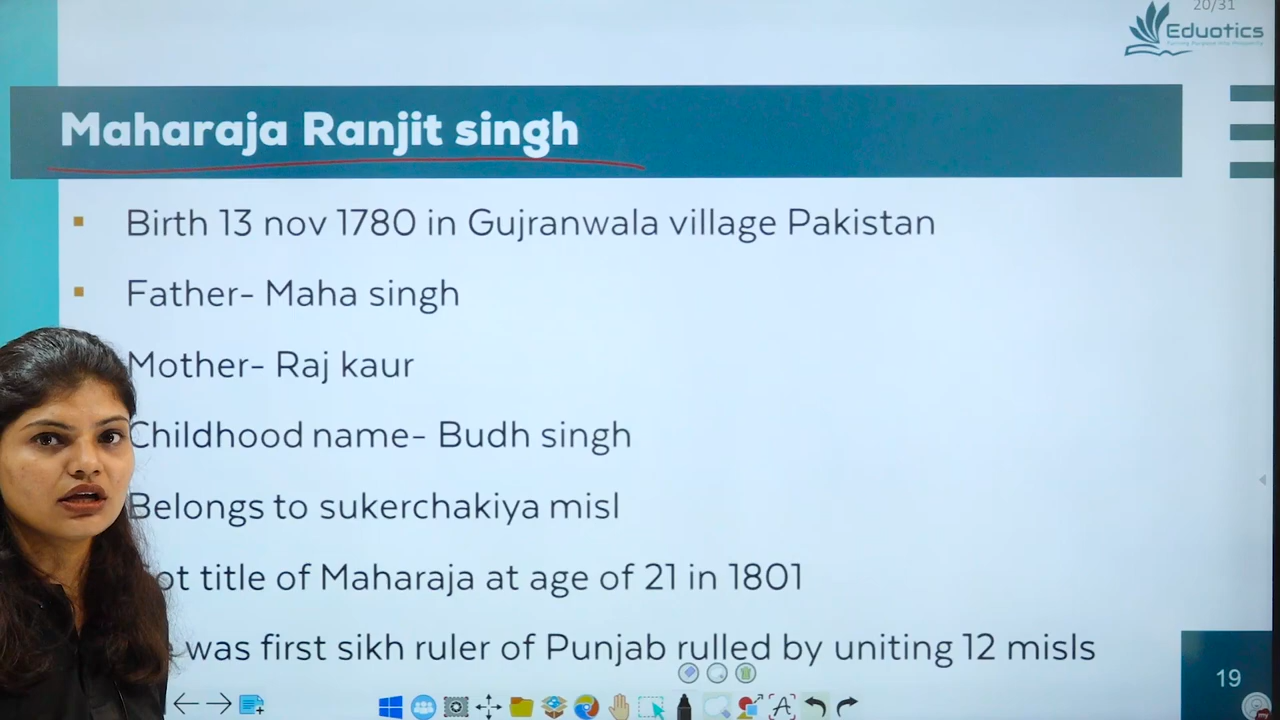 20/31
Eduotics
Maharaja Ranjit singh
Birth 13 nov 1780 in Gujranwala village Pakistan
Father- Maha singh
Mother- Raj kaur
Childhood name- Budh singh
Belongs to sukerchakiya misl
title of Maharaja at age of 21 in 1801
was first sikh ruler of Punjab rulled by uniting 12 misls
19